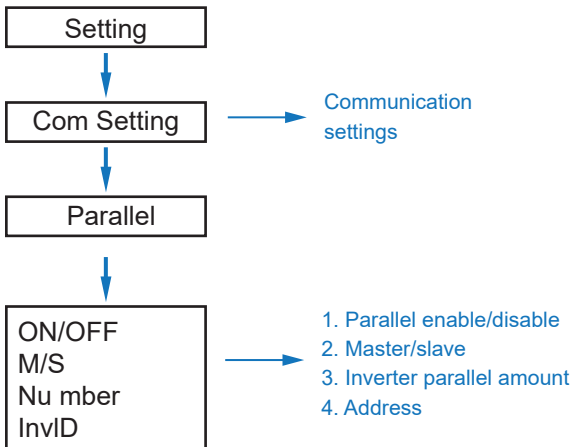 Setting
Com Setting
Communication
settings
Parallel
ON/OFF
M/S
Nu mber
InvID
1. Parallel enable/disable
2. Master/slave
3. Inverter parallel amount
4. Address